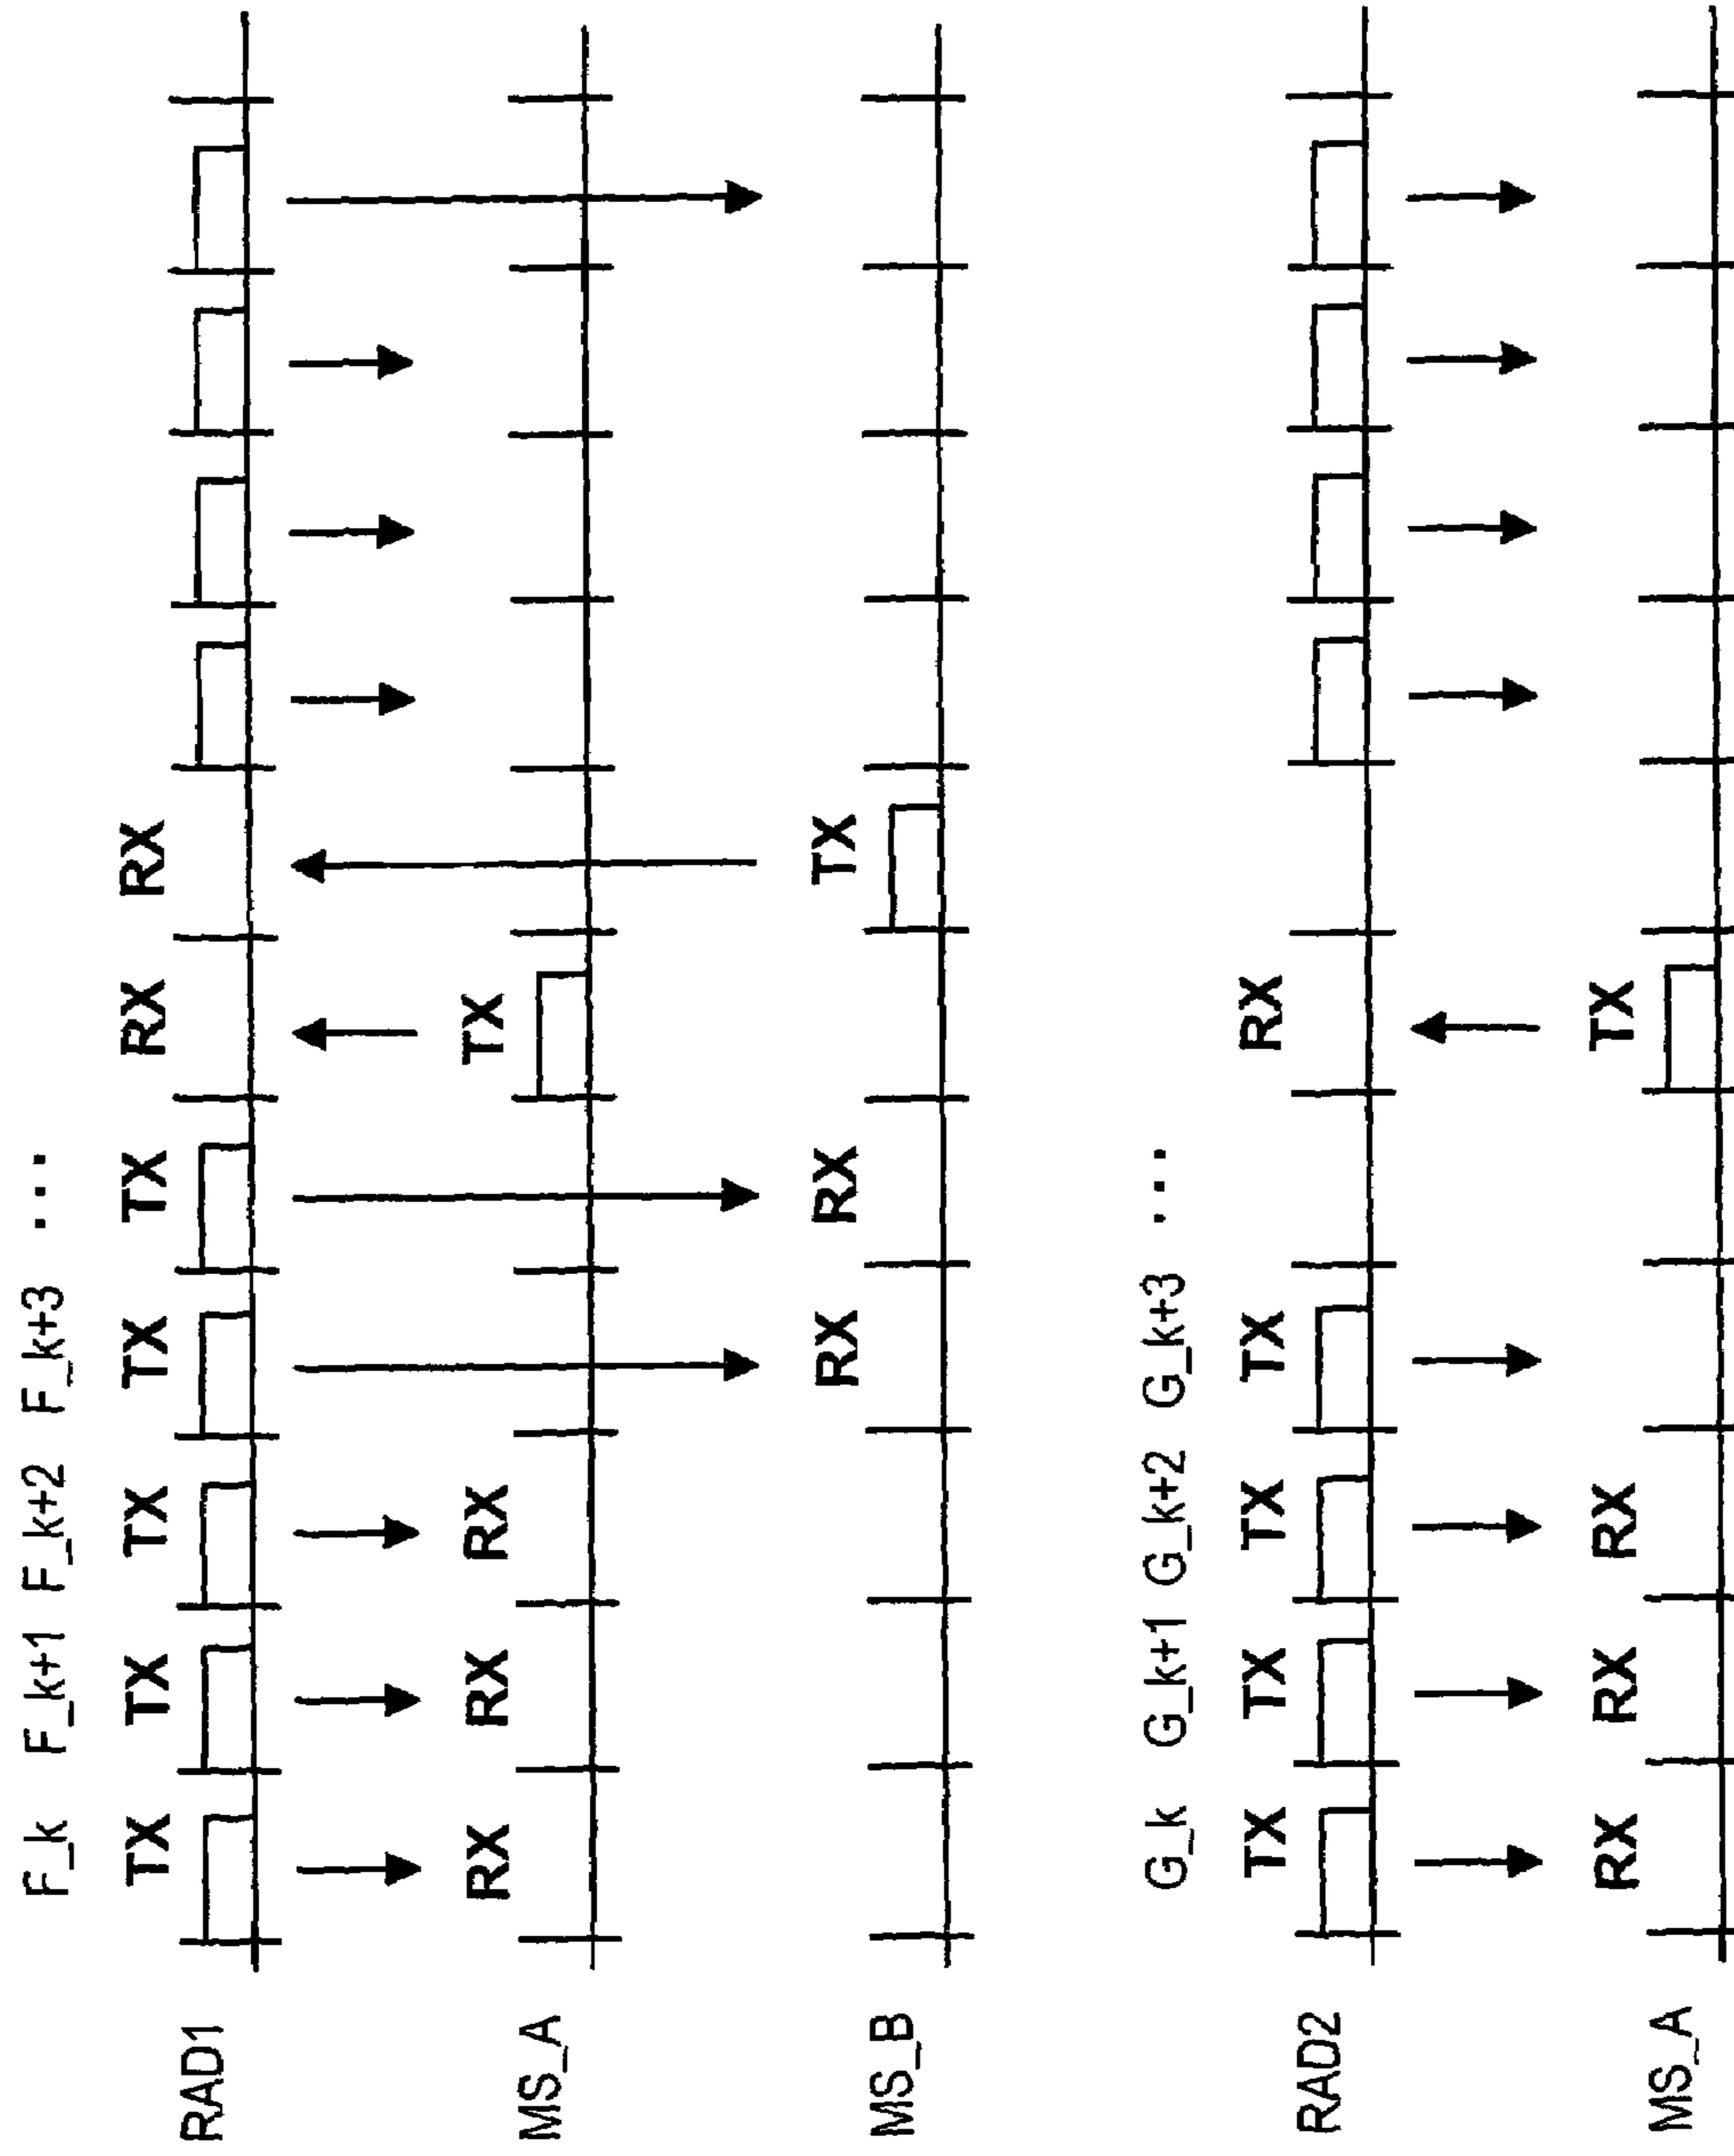 F_k F_k+1 F_k+2 F_k+3 ...
TX TX TX TX TX RX RX
RAD1
RX RX RX TX
MS_A
RX RX TX
MS_B
G_k G_k+1 G_k+2 G_k+3 ...
TX TX TX TX RX
RAD2
RX RX RX TX
MS_A